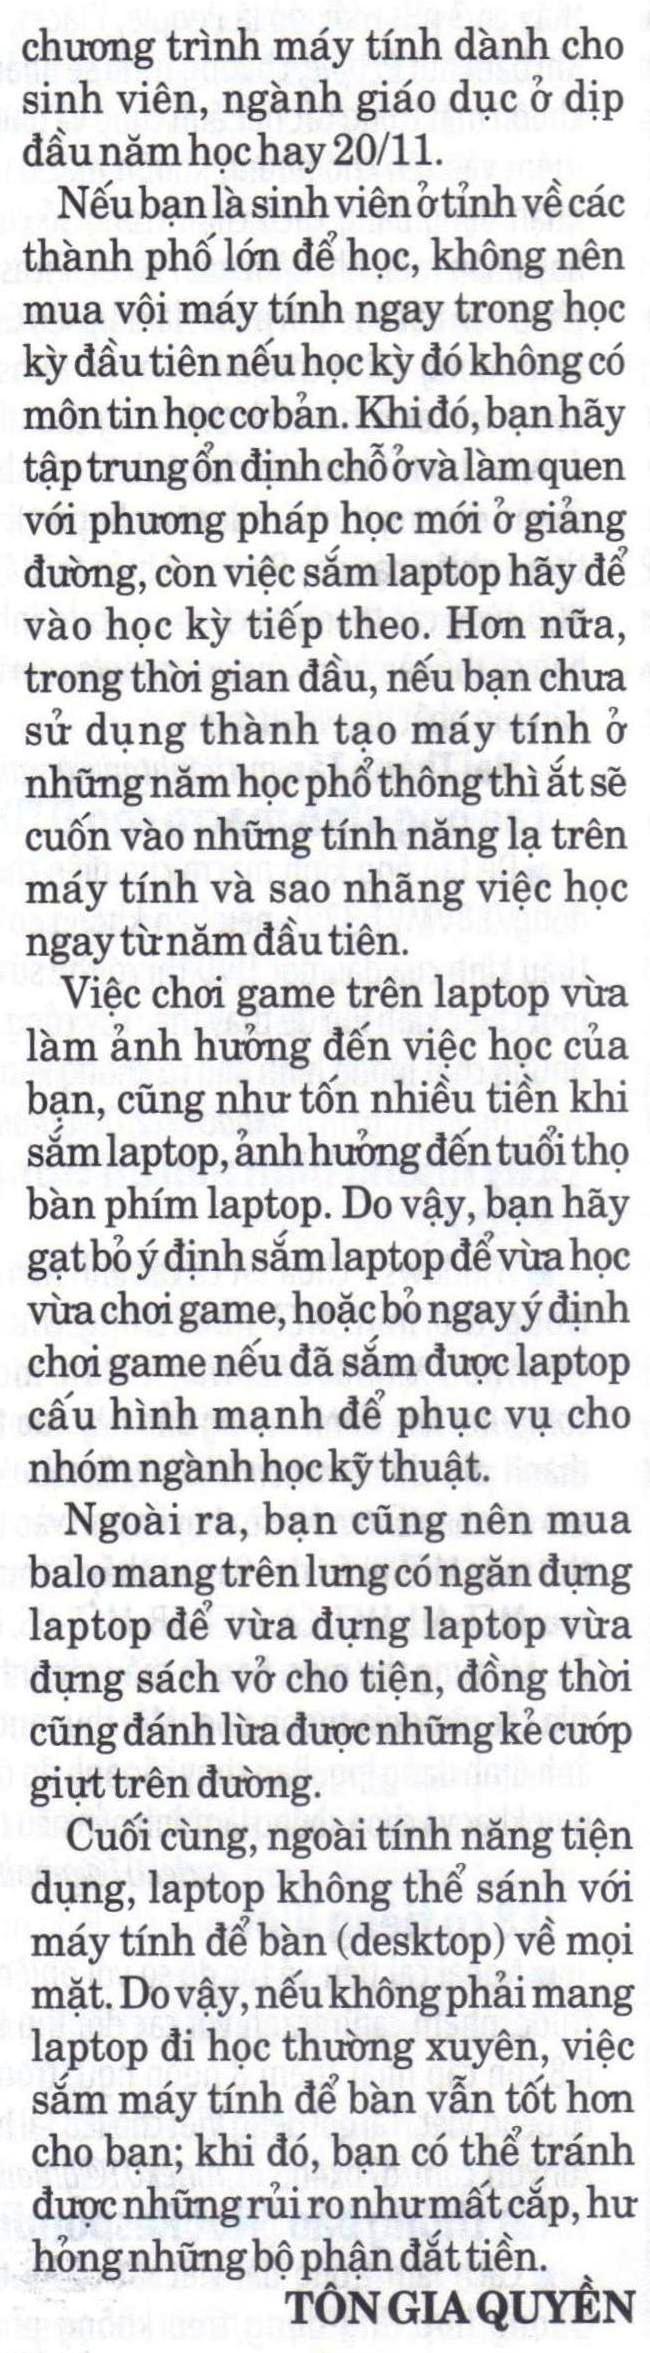 chương trình máy tính dành cho
sinh viên, ngành giáo dục ở dịp
đầu năm học hay 20/11.
Nếu bạn là sinh viên ở tỉnh về các
thành phố lớn để học, không nên
mua vội máy tính ngay trong học
kỳ đầu tiên nếu học kỳ đó không có
môn tin học cơ bản. Khi đó, bạn hãy
tập trung ổn định chỗ ở và làm quen
với phương pháp học mới ở giảng
đường, còn việc sắm laptop hãy để
vào học kỳ tiếp theo. Hơn nữa,
trong thời gian đầu, nếu bạn chưa
sử dụng thành tạo máy tính ở
những năm học phổ thông thì ắt sẽ
cuốn vào những tính năng lạ trên
máy tính và sao nhãng việc học
ngay từ năm đầu tiên.
Việc chơi game trên laptop vừa
làm ảnh hưởng đến việc học của
bạn, cũng như tốn nhiều tiền khi
sắm laptop, ảnh hưởng đến tuổi thọ
bàn phím laptop. Do vậy, bạn hãy
gạt bỏ ý định sắm laptop để vừa học
vừa chơi game, hoặc bỏ ngay ý định
chơi game nếu đã sắm được laptop
cấu hình mạnh để phục vụ cho
nhóm ngành học kỹ thuật.
Ngoài ra, bạn cũng nên mua
balo mang trên lưng có ngăn đựng
laptop để vừa đựng laptop vừa
đựng sách vở cho tiện, đồng thời
cũng đánh lừa được những kẻ cướp
giựt trên đường.
Cuối cùng, ngoài tính năng tiện
dụng, laptop không thể sánh với
máy tính để bàn (desktop) về mọi
mặt. Do vậy, nếu không phải mang
laptop đi học thường xuyên, việc
sắm máy tính để bàn vẫn tốt hơn
cho bạn; khi đó, bạn có thể tránh
được những rủi ro như mất cắp, hư
hỏng những bộ phận đắt tiền.
TÔN GIA QUYỀN